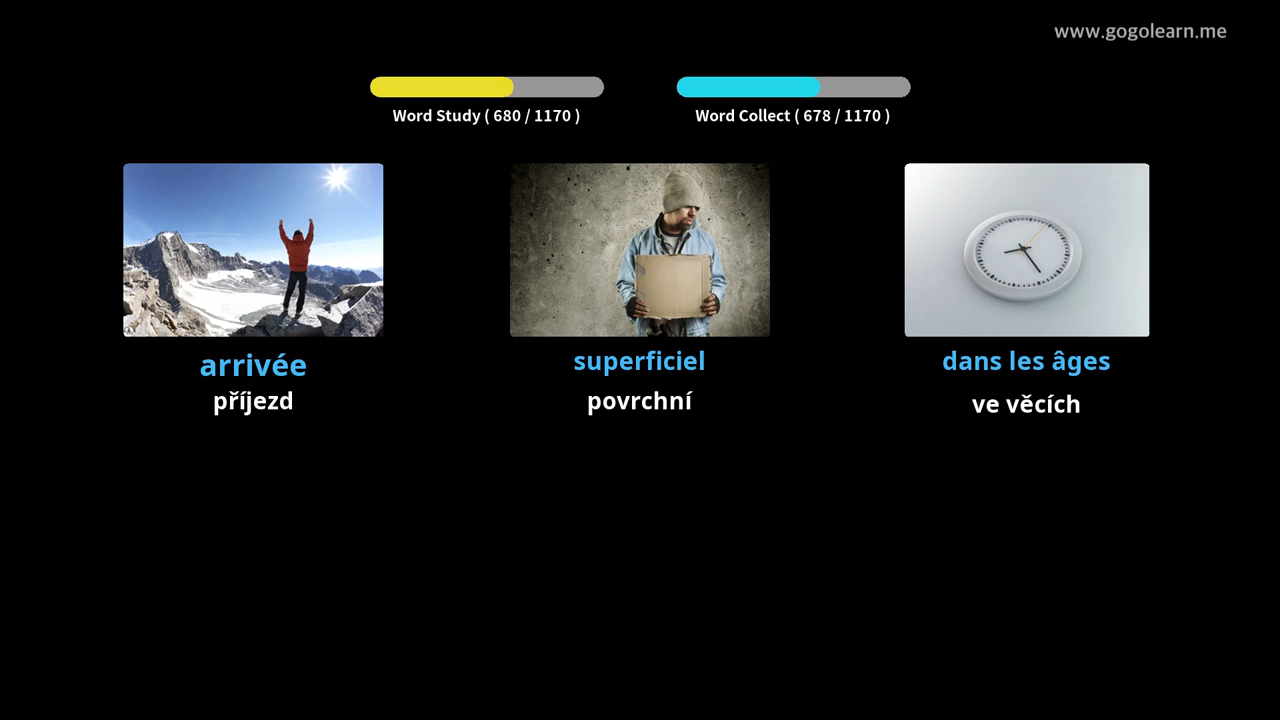 www.gogolearn.me
Word Study ( 680 / 1170 )
Word Collect ( 678 / 1170 )
arrivée
příjezd
superficiel
povrchní
dans les âges
ve věcích